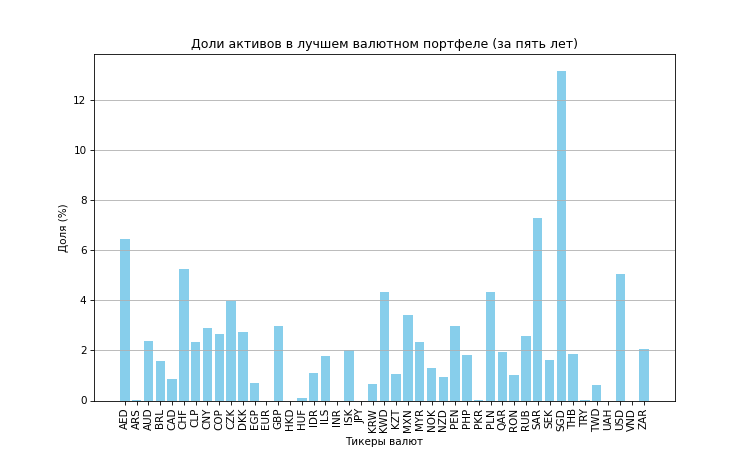 Доли активов в лучшем валютном портфеле (за пять лет)
Доля (%)
12
10
8
6
4
2
0
AED ARS AUD BRL CAD CHF CLP CNY COP CZK DKK EGP EUR GBP HKD HUF IDR ILS INR ISK JPY KRW KWD KZT MXN MYR NOK NZD PEN PHP PKR PLN QAR RON RUB SAR SEK SGD THB TRY TWD UAH USD VND ZAR
Тикеры валют